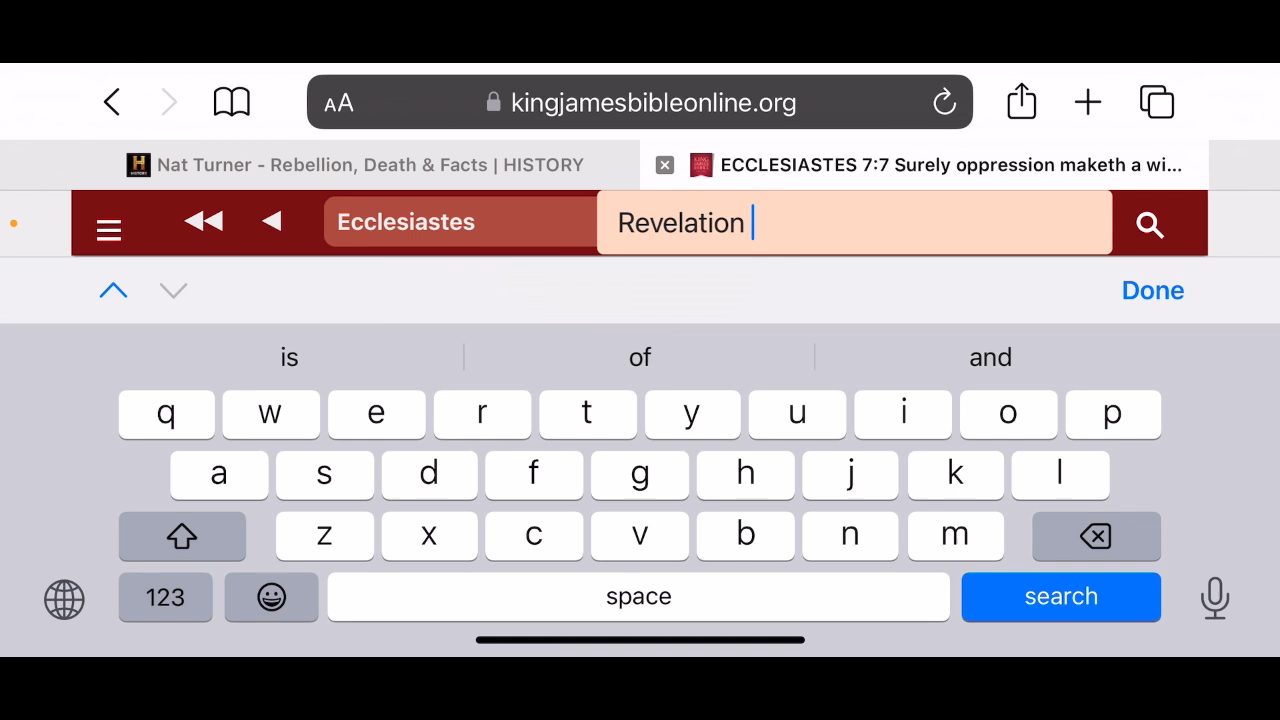 AA kingjamesbibleonline.org
H HISTORY Nat Turner - Rebellion, Death & Facts | HISTORY ECCLESIASTES 7:7 Surely oppression maketh a wi...
Ecclesiastes Revelation
Done
is of and
q w e r t y u i o p
a s d f g h j k l
z x c v b n m
123 space search